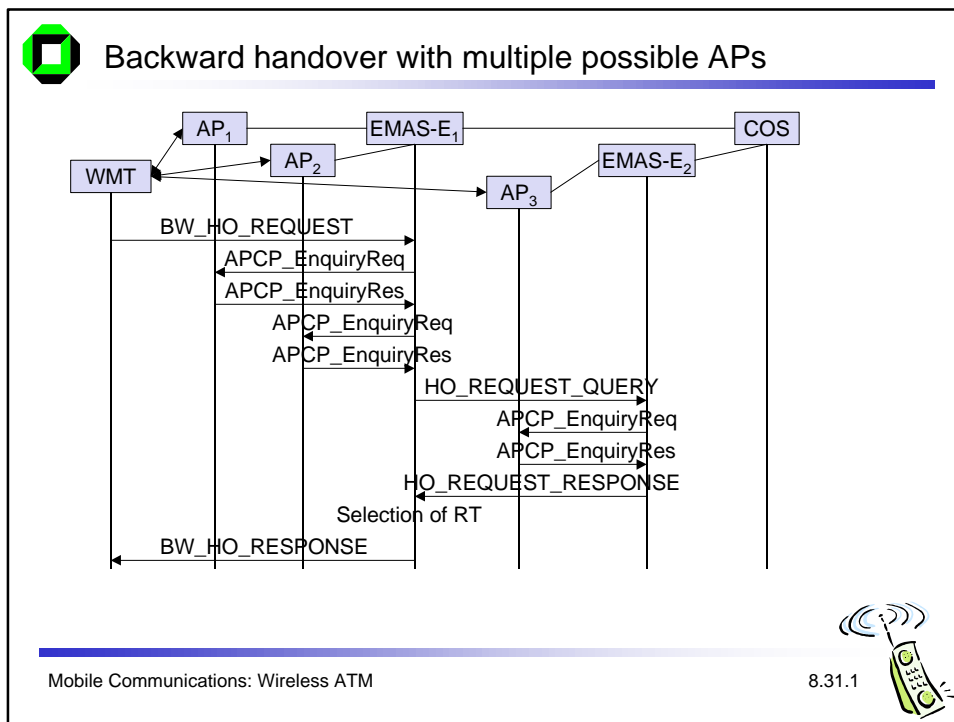 Backward handover with multiple possible APs
AP₁
EMAS-E₁
COS
AP₂
EMAS-E₂
WMT
AP₃
BW_HO_REQUEST
APCP_EnquiryReq
APCP_EnquiryRes
APCP_EnquiryReq
APCP_EnquiryRes
HO_REQUEST_QUERY
APCP_EnquiryReq
APCP_EnquiryRes
HO_REQUEST_RESPONSE
Selection of RT
BW_HO_RESPONSE
Mobile Communications: Wireless ATM
8.31.1